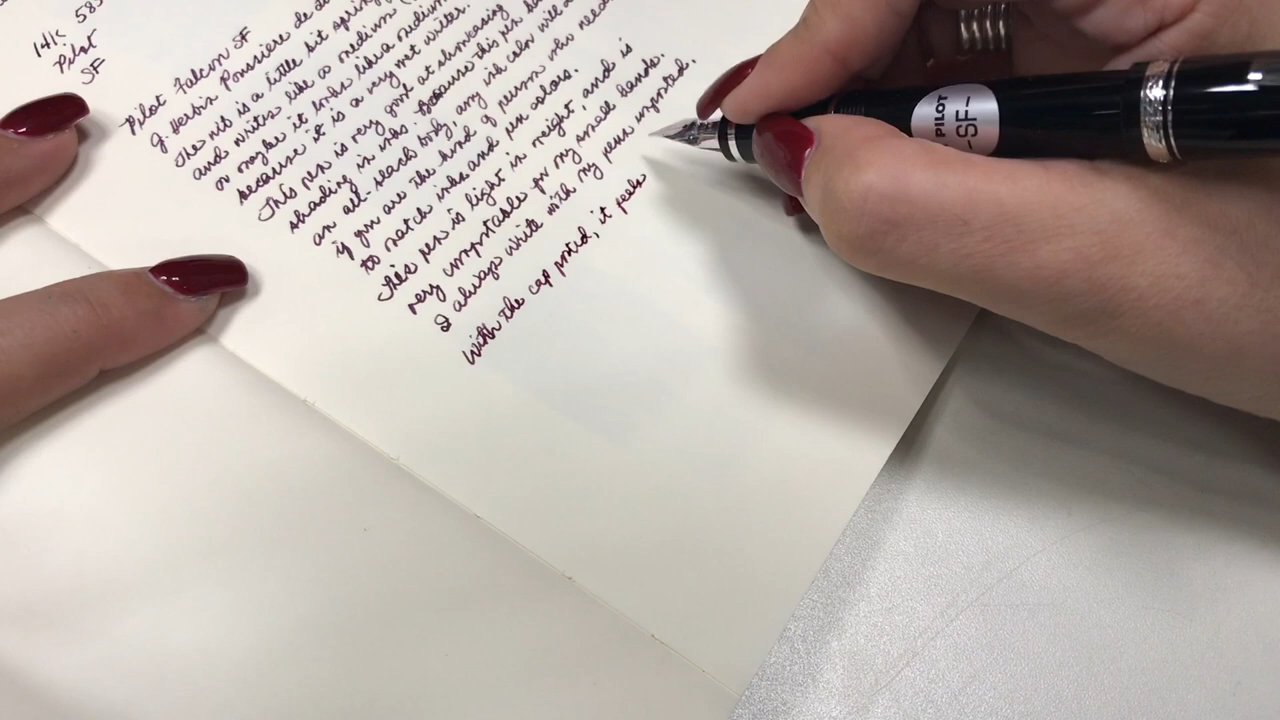 585
14K
Pilot
SF
Pilot Falcon SF
J. Herbin Poussière de
The nib is a little bit
and writes like a medium
or maybe it looks like a medium
because it is a very wet writer.
This pen is very good at showing
shading in inks because this pen
an all-black body, any ink color will
if you are the kind of person who
to match inks and pen colors.
This pen is light in weight, and is
very comfortable for my small hands.
I always write with my pens unposted.
With the cap posted, it feels
PILOT
-SF-